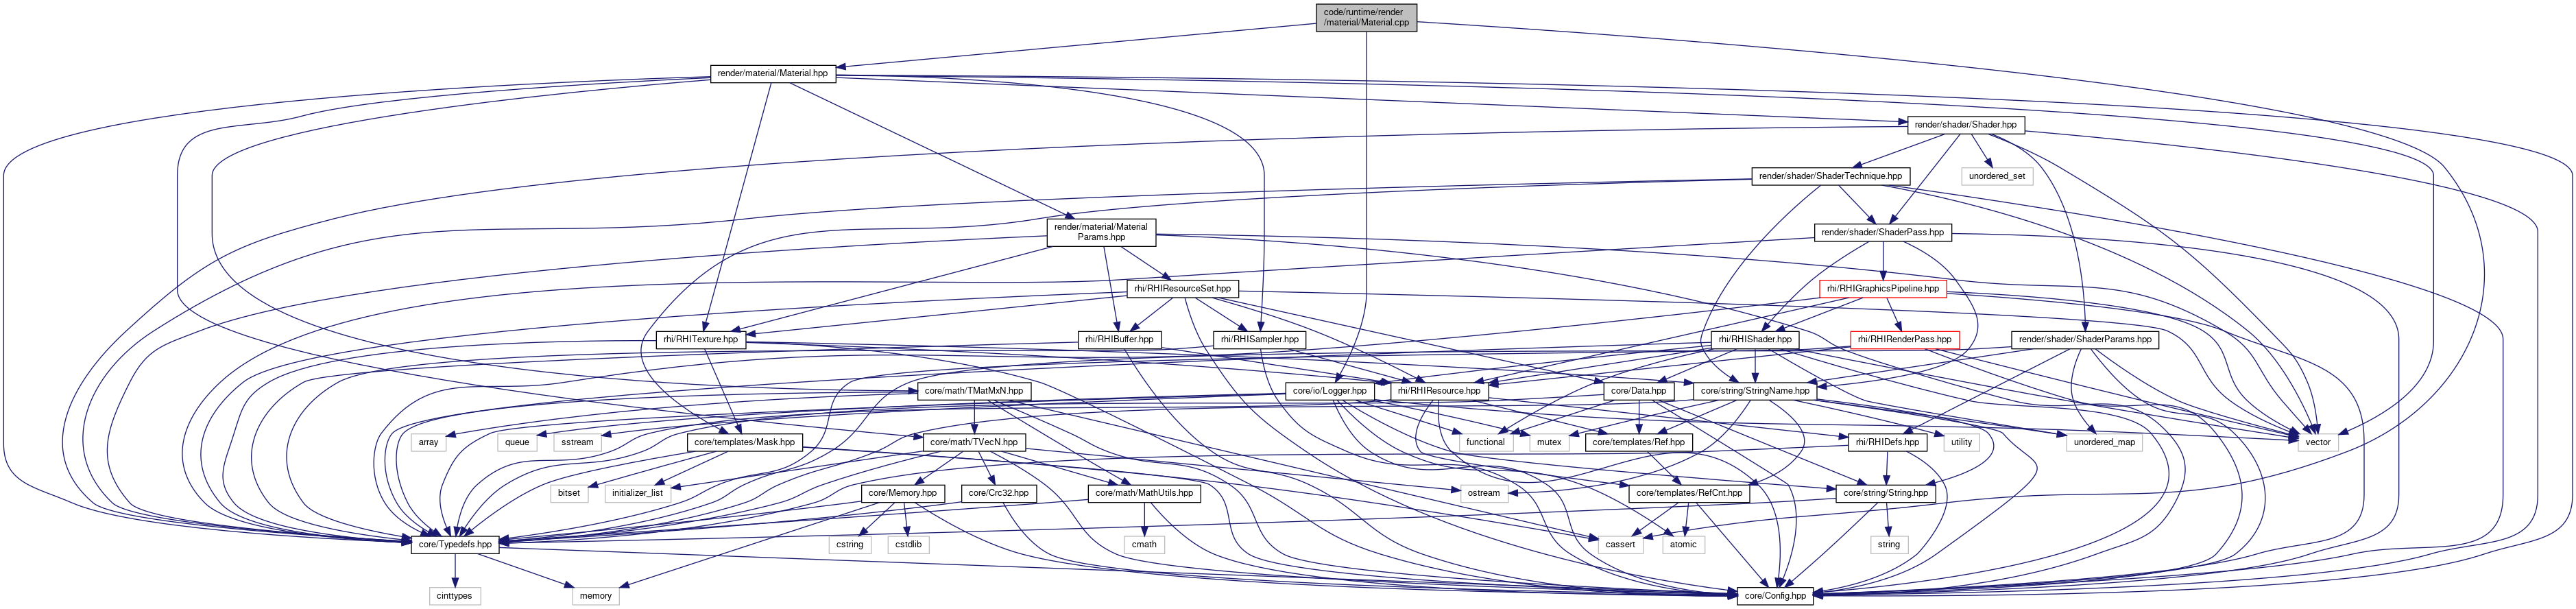 code/runtime/render
/material/Material.cpp
render/material/Material.hpp
render/shader/Shader.hpp
render/shader/ShaderTechnique.hpp
unordered_set
render/material/Material
Params.hpp
render/shader/ShaderPass.hpp
rhi/RHIResourceSet.hpp
rhi/RHIGraphicsPipeline.hpp
rhi/RHITexture.hpp
rhi/RHIBuffer.hpp
rhi/RHISampler.hpp
rhi/RHIShader.hpp
rhi/RHIRenderPass.hpp
render/shader/ShaderParams.hpp
core/math/TMatMxN.hpp
core/io/Logger.hpp
rhi/RHIResource.hpp
core/Data.hpp
core/string/StringName.hpp
array
queue
sstream
core/templates/Mask.hpp
core/math/TVecN.hpp
functional
mutex
core/templates/Ref.hpp
rhi/RHIDefs.hpp
utility
unordered_map
vector
bitset
initializer_list
core/Memory.hpp
core/Crc32.hpp
core/math/MathUtils.hpp
ostream
core/templates/RefCnt.hpp
core/string/String.hpp
core/Typedefs.hpp
cstring
cstdlib
cmath
cassert
atomic
string
cinttypes
memory
core/Config.hpp